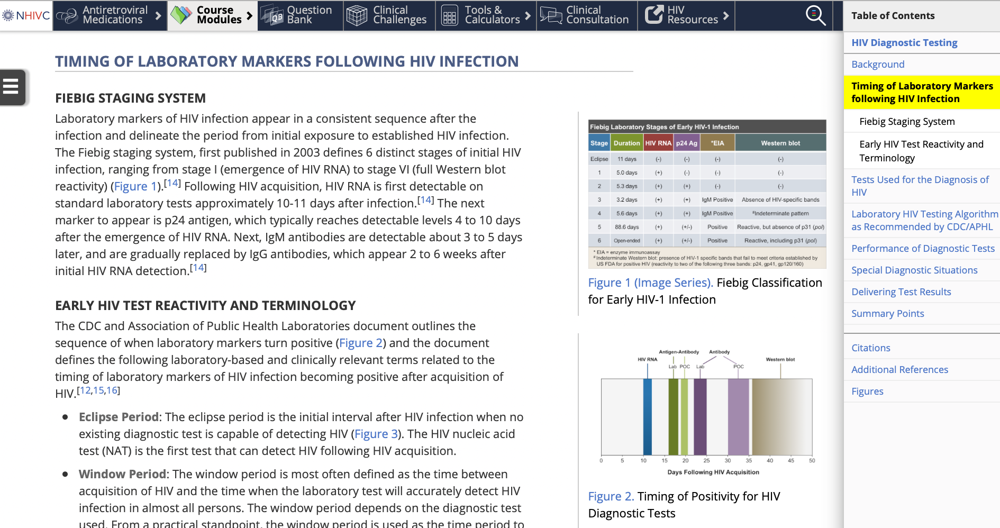 NHIVC
Antiretroviral
Medications
Course
Modules
QB
Question
Bank
Clinical
Challenges
Tools &
Calculators
Clinical
Consultation
HIV
Resources
TIMING OF LABORATORY MARKERS FOLLOWING HIV INFECTION
FIEBIG STAGING SYSTEM
Laboratory markers of HIV infection appear in a consistent sequence after the
infection and delineate the period from initial exposure to established HIV infection.
The Fiebig staging system, first published in 2003 defines 6 distinct stages of initial HIV
infection, ranging from stage I (emergence of HIV RNA) to stage VI (full Western blot
reactivity) (Figure 1).[14] Following HIV acquisition, HIV RNA is first detectable on
standard laboratory tests approximately 10-11 days after infection.[14] The next
marker to appear is p24 antigen, which typically reaches detectable levels 4 to 10 days
after the emergence of HIV RNA. Next, IgM antibodies are detectable about 3 to 5 days
later, and are gradually replaced by IgG antibodies, which appear 2 to 6 weeks after
initial HIV RNA detection.[14]
EARLY HIV TEST REACTIVITY AND TERMINOLOGY
The CDC and Association of Public Health Laboratories document outlines the
sequence of when laboratory markers turn positive (Figure 2) and the document
defines the following laboratory-based and clinically relevant terms related to the
timing of laboratory markers of HIV infection becoming positive after acquisition of
HIV.[12,15,16]
● Eclipse Period: The eclipse period is the initial interval after HIV infection when no
existing diagnostic test is capable of detecting HIV (Figure 3). The HIV nucleic acid
test (NAT) is the first test that can detect HIV following HIV acquisition.
● Window Period: The window period is most often defined as the time between
acquisition of HIV and the time when the laboratory test will accurately detect HIV
infection in almost all persons. The window period depends on the diagnostic test
used. From a practical standpoint, the window period is used as the time period to
Fiebig Laboratory Stages of Early HIV-1 Infection
Stage Duration HIV RNA p24 Ag *EIA Western blot
Eclipse 11 days (-) (-) (-) (-)
1 5.0 days (+) (-) (-) (-)
2 5.3 days (+) (+) (-) (-)
3 3.2 days (+) (+) IgM Positive Absence of HIV-specific bands
4 5.6 days (+) (+) IgM Positive #Indeterminate pattern
5 88.6 days (+) (+/-) Positive Reactive, but absence of p31 (pol)
6 Open-ended (+) (+/-) Positive Reactive, including p31 (pol)
* EIA = enzyme immunoassay
# Indeterminate Western blot: presence of HIV-1 specific bands that fail to meet criteria established by
US FDA for positive HIV (reactivity to two of the following three bands: p24, gp41, gp120/160)
Figure 1 (Image Series). Fiebig Classification
for Early HIV-1 Infection
Antigen-Antibody Antibody
HIV RNA Western blot
Lab POC Lab POC
0 5 10 15 20 25 30 35 40 45 50
Days Following HIV Acquisition
Figure 2. Timing of Positivity for HIV
Diagnostic Tests
Table of Contents
HIV Diagnostic Testing
Background
Timing of Laboratory Markers
following HIV Infection
Fiebig Staging System
Early HIV Test Reactivity and
Terminology
Tests Used for the Diagnosis of
HIV
Laboratory HIV Testing Algorithm
as Recommended by CDC/APHL
Performance of Diagnostic Tests
Special Diagnostic Situations
Delivering Test Results
Summary Points
Citations
Additional References
Figures